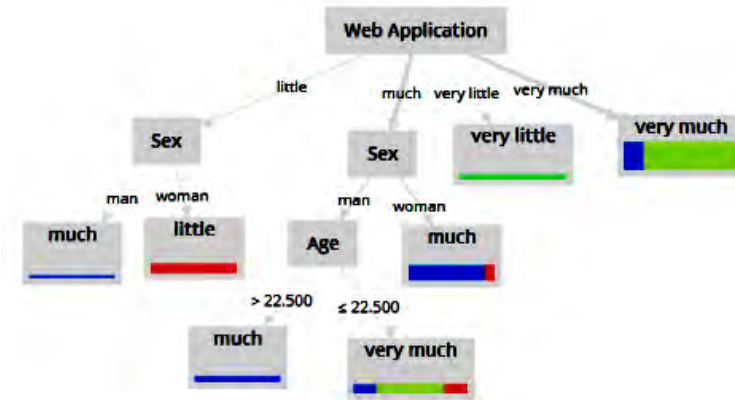 Web Application
little
much
very little
very much
Sex
Sex
very little
very much
man
woman
man
woman
much
little
Age
much
> 22.500
≤ 22.500
much
very much